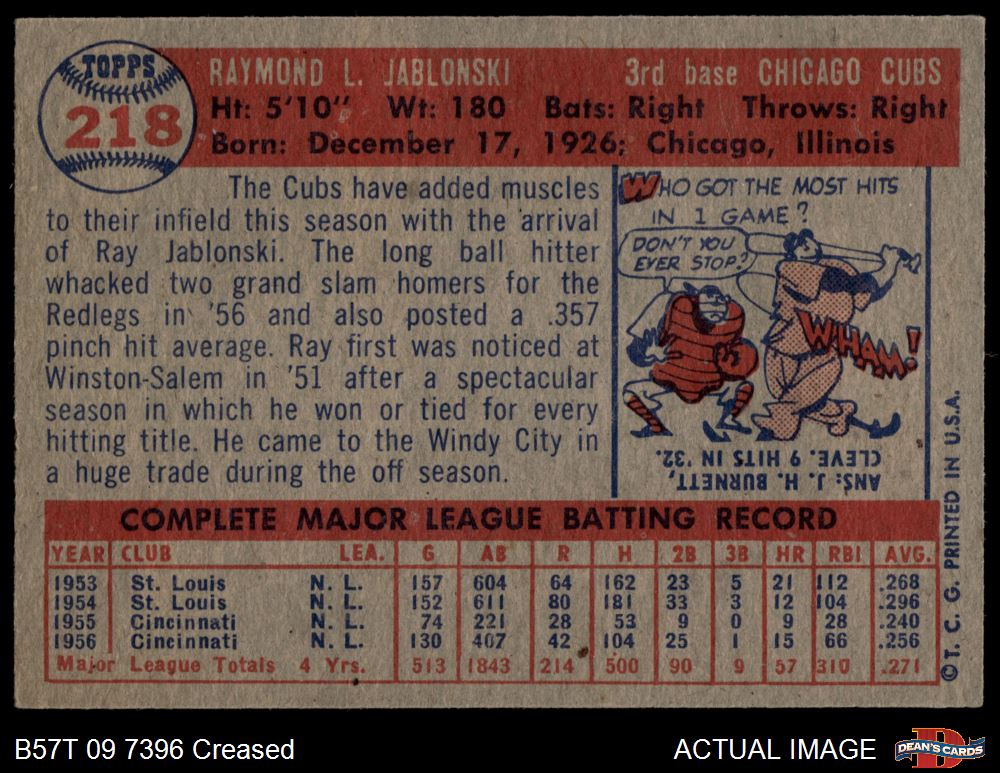 TOPPS
218
RAYMOND L. JABLONSKI 3rd base CHICAGO CUBS
Ht: 5'10" Wt: 180 Bats: Right Throws: Right
Born: December 17, 1926; Chicago, Illinois
The Cubs have added muscles
to their infield this season with the arrival
of Ray Jablonski. The long ball hitter
whacked two grand slam homers for the
Redlegs in '56 and also posted a .357
pinch hit average. Ray first was noticed at
Winston-Salem in '51 after a spectacular
season in which he won or tied for every
hitting title. He came to the Windy City in
a huge trade during the off season.
WHO GOT THE MOST HITS
IN 1 GAME?
DON'T YOU
EVER STOP?
WHAM!
ANS: J. H. BURNETT,
CLEVE. 9 HITS IN '32.
COMPLETE MAJOR LEAGUE BATTING RECORD
YEAR CLUB LEA. G AB R H 2B 3B HR RBI AVG.
1953 St. Louis N. L. 157 604 64 162 23 5 21 112 .268
1954 St. Louis N. L. 152 611 80 181 33 3 12 104 .296
1955 Cincinnati N. L. 74 221 28 53 9 0 9 28 .240
1956 Cincinnati N. L. 130 407 42 104 25 1 15 66 .256
Major League Totals 4 Yrs. 513 1843 214 500 90 9 57 310 .271
© T. C. G. PRINTED IN U.S.A.
B57T 09 7396 Creased
ACTUAL IMAGE
DEAN'S CARDS